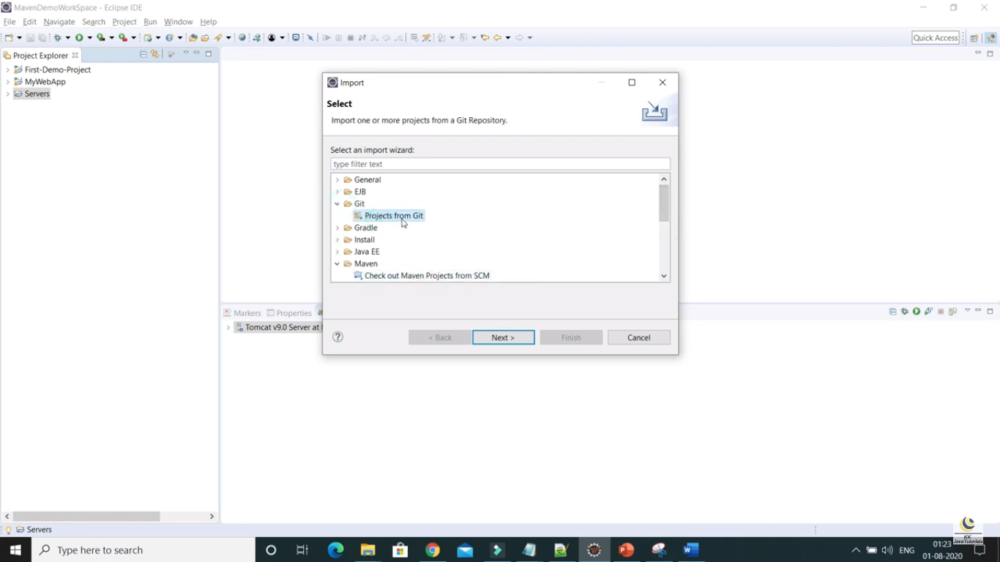 MavenDemoWorkSpace - Eclipse IDE
File Edit Navigate Search Project Run Window Help
Quick Access
Project Explorer
First-Demo-Project
MyWebApp
Servers
Import
Select
Import one or more projects from a Git Repository.
Select an import wizard:
type filter text
General
EJB
Git
Projects from Git
Gradle
Install
Java EE
Maven
Check out Maven Projects from SCM
< Back Next > Finish Cancel
Markers Properties
Tomcat v9.0 Server at
Servers
KK
JavaTutorials
Type here to search
ENG
01:23
01-08-2020